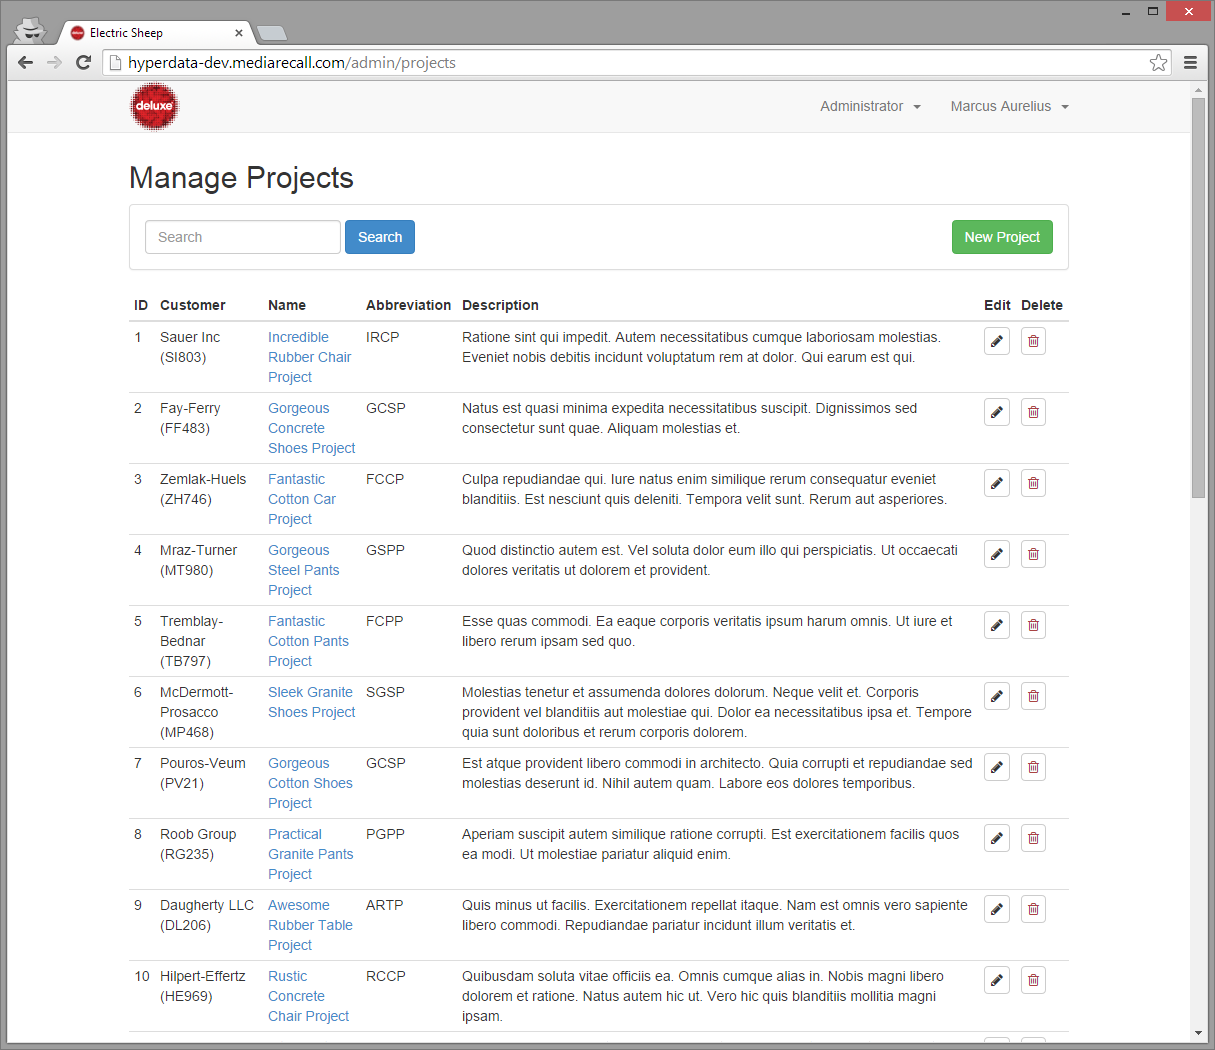 Electric Sheep
hyperdata-dev.mediarecall.com/admin/projects
deluxe
Administrator
Marcus Aurelius
Manage Projects
Search
Search
New Project
ID Customer Name Abbreviation Description Edit Delete
1 Sauer Inc Incredible IRCP Ratione sint qui impedit. Autem necessitatibus cumque laboriosam molestias.
(SI803) Rubber Chair Eveniet nobis debitis incidunt voluptatum rem at dolor. Qui earum est qui.
Project
2 Fay-Ferry Gorgeous GCSP Natus est quasi minima expedita necessitatibus suscipit. Dignissimos sed
(FF483) Concrete consectetur sunt quae. Aliquam molestias et.
Shoes Project
3 Zemlak-Huels Fantastic FCCP Culpa repudiandae qui. Iure natus enim similique rerum consequatur eveniet
(ZH746) Cotton Car blanditiis. Est nesciunt quis deleniti. Tempora velit sunt. Rerum aut asperiores.
Project
4 Mraz-Turner Gorgeous GSPP Quod distinctio autem est. Vel soluta dolor eum illo qui perspiciatis. Ut occaecati
(MT980) Steel Pants dolores veritatis ut dolorem et provident.
Project
5 Tremblay- Fantastic FCPP Esse quas commodi. Ea eaque corporis veritatis ipsum harum omnis. Ut iure et
Bednar Cotton Pants libero rerum ipsam sed quo.
(TB797) Project
6 McDermott- Sleek Granite SGSP Molestias tenetur et assumenda dolores dolorum. Neque velit et. Corporis
Prosacco Shoes Project provident vel blanditiis aut molestiae qui. Dolor ea necessitatibus ipsa et. Tempore
(MP468) quia sunt doloribus et rerum corporis dolorem.
7 Pouros-Veum Gorgeous GCSP Est atque provident libero commodi in architecto. Quia corrupti et repudiandae sed
(PV21) Cotton Shoes molestias deserunt id. Nihil autem quam. Labore eos dolores temporibus.
Project
8 Roob Group Practical PGPP Aperiam suscipit autem similique ratione corrupti. Est exercitationem facilis quos
(RG235) Granite Pants ea modi. Ut molestiae pariatur aliquid enim.
Project
9 Daugherty LLC Awesome ARTP Quis minus ut facilis. Exercitationem repellat itaque. Nam est omnis vero sapiente
(DL206) Rubber Table libero commodi. Repudiandae pariatur incidunt illum veritatis et.
Project
10 Hilpert-Effertz Rustic RCCP Quibusdam soluta vitae officiis ea. Omnis cumque alias in. Nobis magni libero
(HE969) Concrete dolorem et ratione. Natus autem hic ut. Vero hic quis blanditiis mollitia magni
Chair Project ipsam.